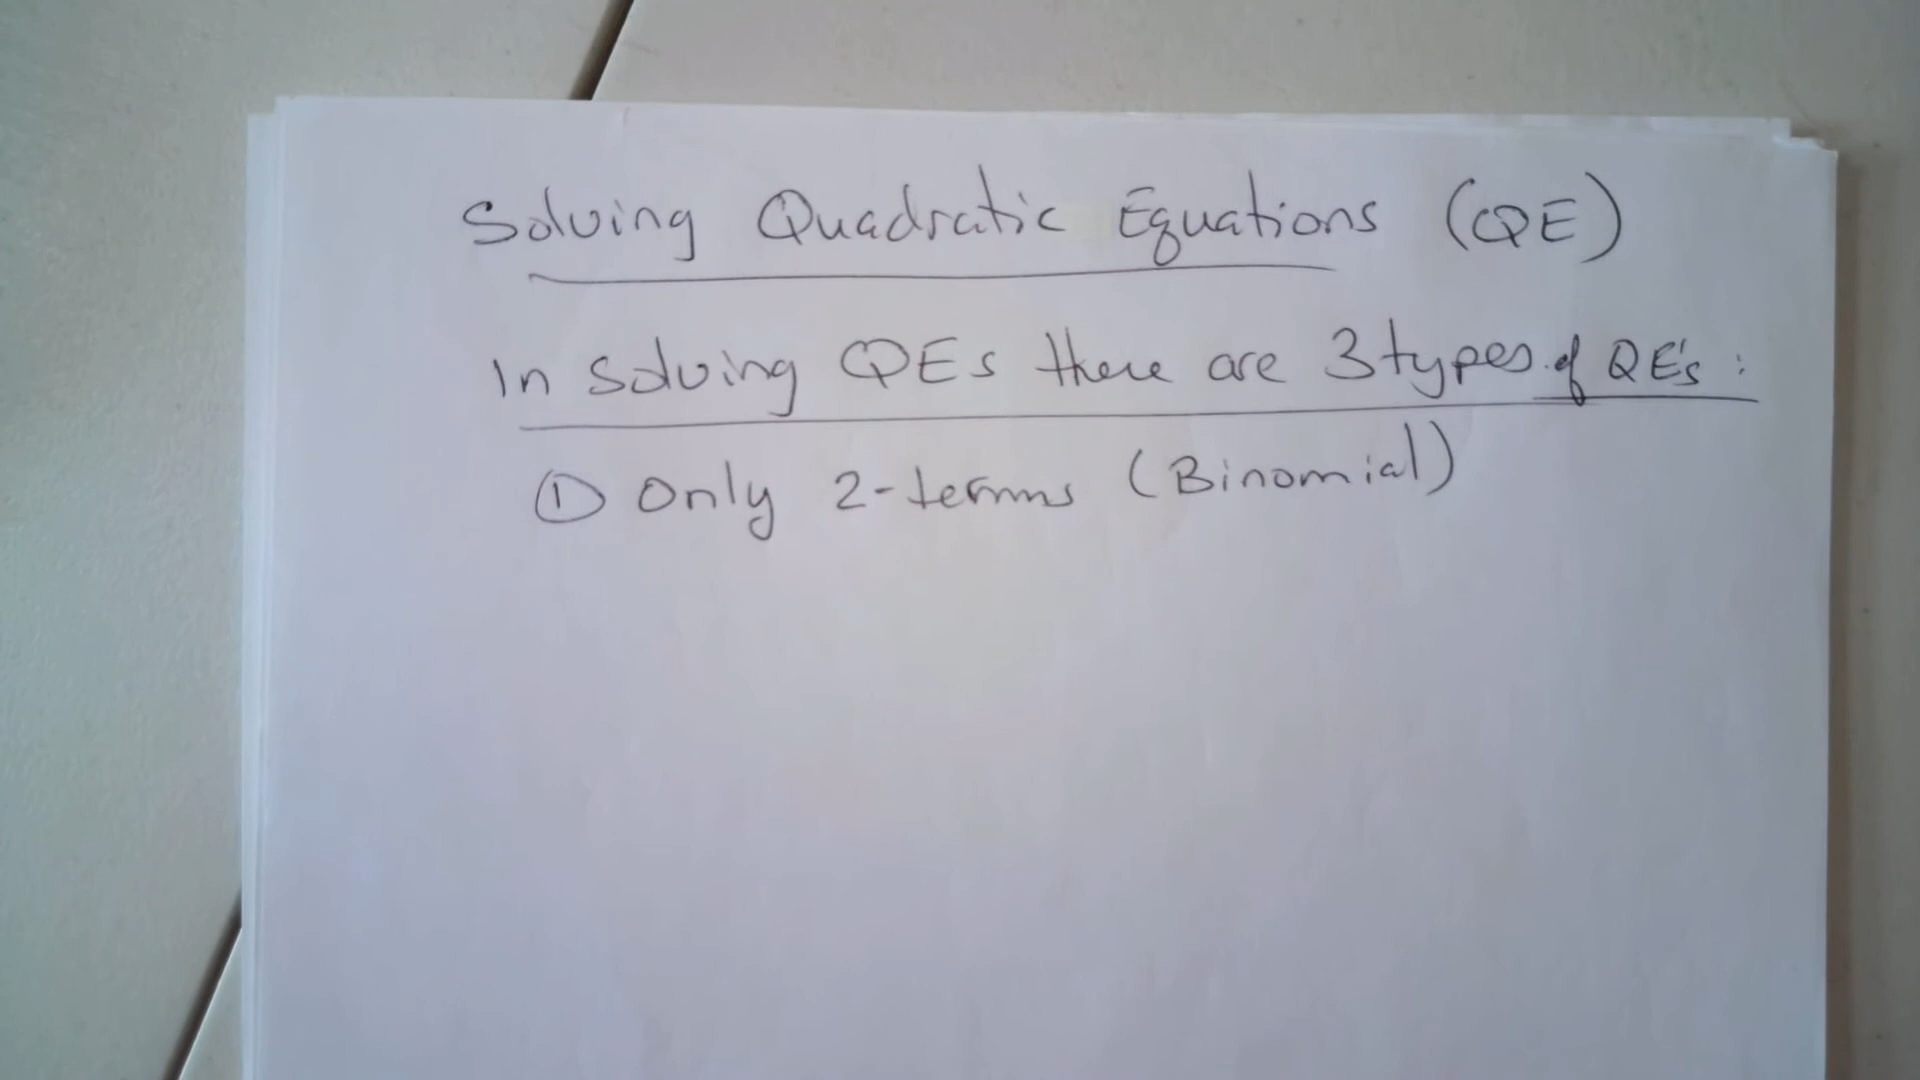 Solving Quadratic Equations (QE)
In Solving QEs there are 3 types of QE's :
① Only 2-terms (Binomial)